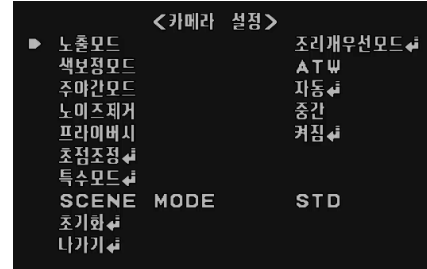 <카메라 설정>
노출모드 조리개우선모드↲
색보정모드 ATW
주야간모드 자동↲
노이즈제거 중간
프라이버시 켜짐↲
초점조정↲
특수모드↲
SCENE MODE STD
초기화↲
나가기↲